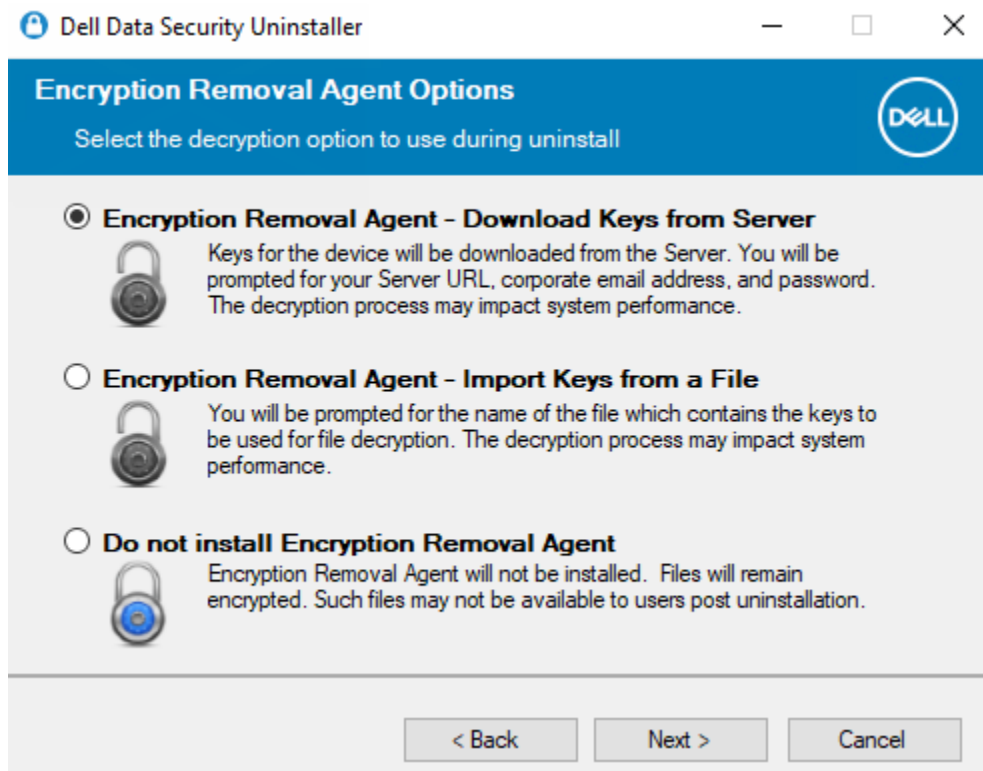 Dell Data Security Uninstaller
Encryption Removal Agent Options
Select the decryption option to use during uninstall
DELL
Encryption Removal Agent - Download Keys from Server
Keys for the device will be downloaded from the Server. You will be
prompted for your Server URL, corporate email address, and password.
The decryption process may impact system performance.
Encryption Removal Agent - Import Keys from a File
You will be prompted for the name of the file which contains the keys to
be used for file decryption. The decryption process may impact system
performance.
Do not install Encryption Removal Agent
Encryption Removal Agent will not be installed.  Files will remain
encrypted. Such files may not be available to users post uninstallation.
< Back
Next >
Cancel